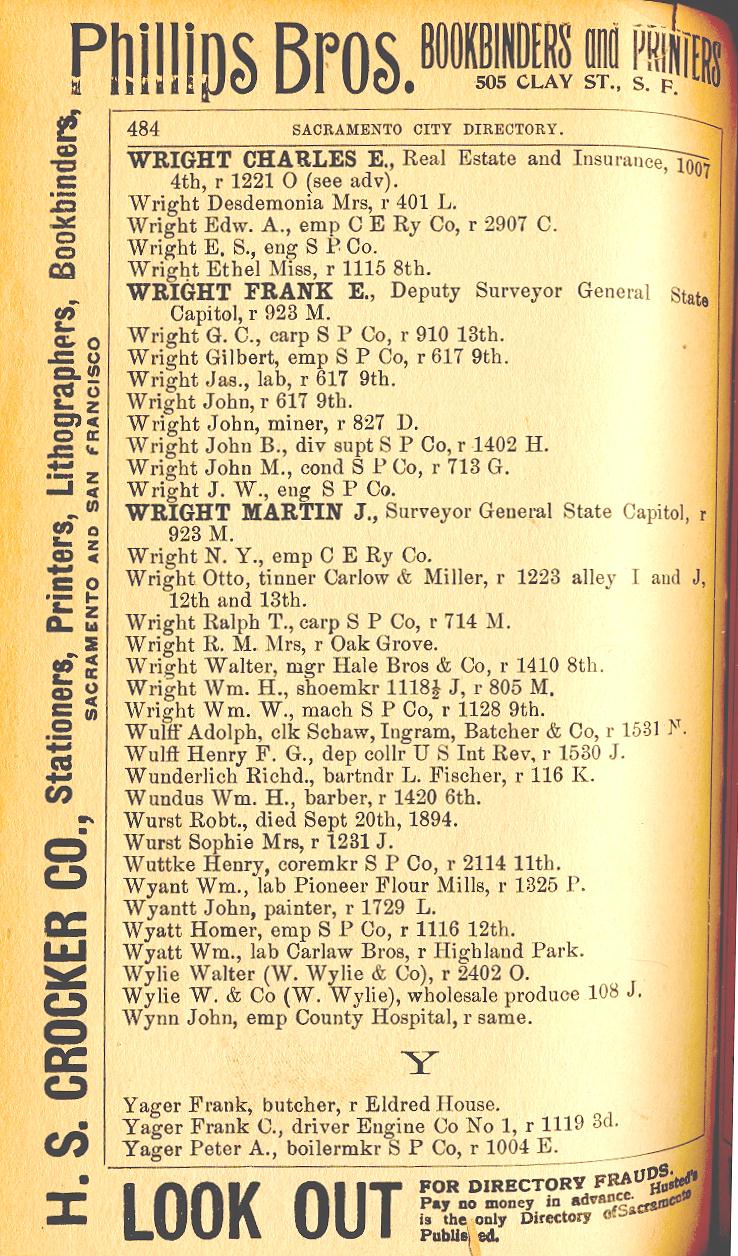 Phillips Bros. BOOKBINDERS and PRINTERS
505 CLAY ST., S. F.
H. S. CROCKER CO., Stationers, Printers, Lithographers, Bookbinders,
SACRAMENTO AND SAN FRANCISCO
484 SACRAMENTO CITY DIRECTORY.
WRIGHT CHARLES E., Real Estate and Insurance, 1007
4th, r 1221 O (see adv).
Wright Desdemonia Mrs, r 401 L.
Wright Edw. A., emp C E Ry Co, r 2907 C.
Wright E. S., eng S P Co.
Wright Ethel Miss, r 1115 8th.
WRIGHT FRANK E., Deputy Surveyor General State
Capitol, r 923 M.
Wright G. C., carp S P Co, r 910 13th.
Wright Gilbert, emp S P Co, r 617 9th.
Wright Jas., lab, r 617 9th.
Wright John, r 617 9th.
Wright John, miner, r 827 D.
Wright John B., div supt S P Co, r 1402 H.
Wright John M., cond S P Co, r 713 G.
Wright J. W., eng S P Co.
WRIGHT MARTIN J., Surveyor General State Capitol, r
923 M.
Wright N. Y., emp C E Ry Co.
Wright Otto, tinner Carlow & Miller, r 1223 alley I and J,
12th and 13th.
Wright Ralph T., carp S P Co, r 714 M.
Wright R. M. Mrs, r Oak Grove.
Wright Walter, mgr Hale Bros & Co, r 1410 8th.
Wright Wm. H., shoemkr 1118½ J, r 805 M.
Wright Wm. W., mach S P Co, r 1128 9th.
Wulff Adolph, clk Schaw, Ingram, Batcher & Co, r 1531 N.
Wulff Henry F. G., dep collr U S Int Rev, r 1530 J.
Wunderlich Richd., bartndr L. Fischer, r 116 K.
Wundus Wm. H., barber, r 1420 6th.
Wurst Robt., died Sept 20th, 1894.
Wurst Sophie Mrs, r 1231 J.
Wuttke Henry, coremkr S P Co, r 2114 11th.
Wyant Wm., lab Pioneer Flour Mills, r 1325 P.
Wyantt John, painter, r 1729 L.
Wyatt Homer, emp S P Co, r 1116 12th.
Wyatt Wm., lab Carlaw Bros, r Highland Park.
Wylie Walter (W. Wylie & Co), r 2402 O.
Wylie W. & Co (W. Wylie), wholesale produce 108 J.
Wynn John, emp County Hospital, r same.
Y
Yager Frank, butcher, r Eldred House.
Yager Frank C., driver Engine Co No 1, r 1119 3d.
Yager Peter A., boilermkr S P Co, r 1004 E.
LOOK OUT FOR DIRECTORY FRAUDS.
Pay no money in advance. Husted's
is the only Directory of Sacramento
Publis ed.